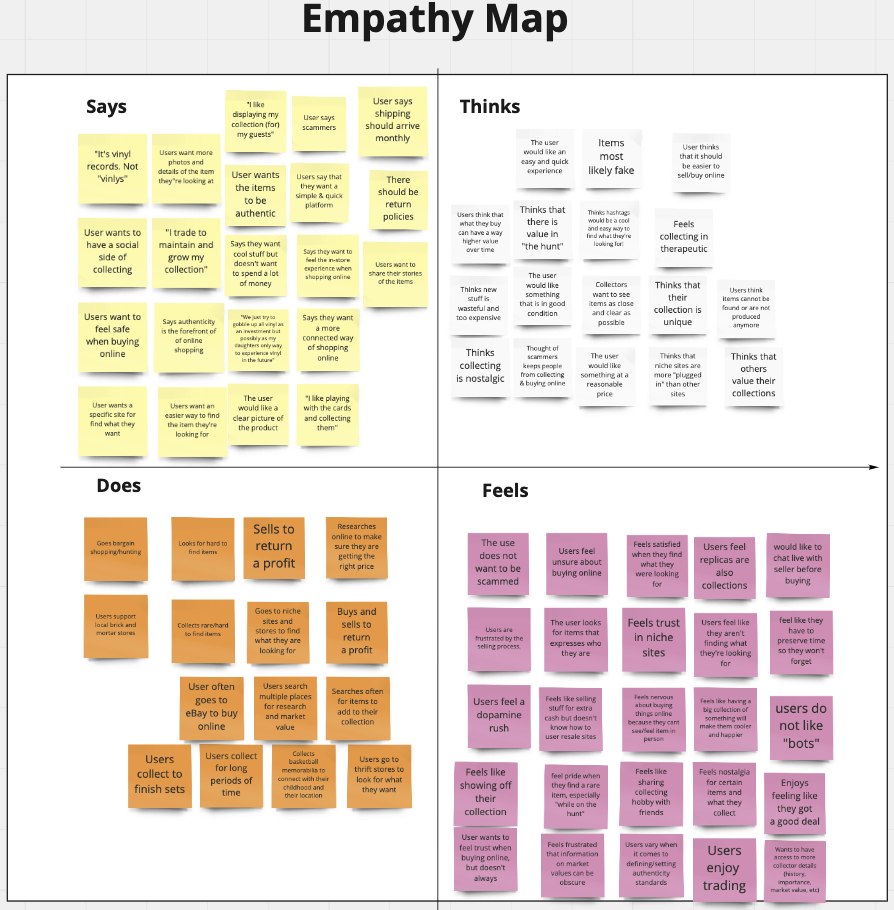 Empathy Map
Says
"I like
displaying my
collection (for)
my guests"
User says
scammers
User says
shipping
should arrive
monthly
"It's vinyl
records. Not
"vinlys"
Users want more
photos and
details of the item
they"re looking at
User wants
the items
to be
authentic
Users say that
they want a
simple & quick
platform
There
should be
return
policies
User wants to
have a social
side of
collecting
"I trade to
maintain and
grow my
collection"
Says they want
cool stuff but
doesn't want
to spend a lot
of money
Says they want to
feel the in-store
experience when
shopping online
Users want to
share their stories
of the items
Users want to
feel safe
when buying
online
Says authenticity
is the forefront of
of online
shopping
"We just try to
gobble up all vinyl as
an investment but
possibly as my
daughters only way
to experience vinyl
in the future"
Says they want
a more
connected way
of shopping
online
User wants a
specific site for
find what they
want
Users want an
easier way to find
the item they're
looking for
The user
would like a
clear picture of
the product
"I like playing
with the cards
and collecting
them"
Thinks
The user
would like an
easy and quick
experience
Items
most
likely fake
User thinks
that it should
be easier to
sell/buy online
Users think that
what they buy
can have a way
higher value
over time
Thinks that
there is
value in
"the hunt"
Thinks hashtags
would be a cool
and easy way to
find what they're
looking for!
Feels
collecting in
therapeutic
Thinks new
stuff is
wasteful and
too expensive
The user
would like
something
that is in good
condition
Collectors
want to see
items as close
and clear as
possible
Thinks that
their
collection is
unique
Users think
items cannot be
found or are not
produced
anymore
Thinks
collecting
is nostalgic
Thought of
scammers
keeps people
from collecting
& buying online
The user
would like
something at a
reasonable
price
Thinks that
niche sites are
more "plugged
in" than other
sites
Thinks that
others
value their
collections
Does
Goes bargain
shopping/hunting
Looks for hard to
find items
Sells to
return
a profit
Researches
online to make
sure they are
getting the
right price
Users support
local brick and
mortar stores
Collects rare/hard
to find items
Goes to niche
sites and
stores to find
what they are
looking for
Buys and
sells to
return
a profit
User often
goes to
eBay to buy
online
Users search
multiple places
for research
and market
value
Searches often
for items to
add to their
collection
Users
collect to
finish sets
Users collect
for long
periods of
time
Collects
basketball
memorabilia to
connect with their
childhood and
their location
Users go to
thrift stores to
look for what
they want
Feels
The use
does not
want to be
scammed
Users feel
unsure about
buying online
Feels satisfied
when they find
what they
were looking
for
Users feel
replicas are
also
collections
would like to
chat live with
seller before
buying
Users are
frustrated by the
selling process,
The user looks
for items that
expresses who
they are
Feels trust
in niche
sites
Users feel like
they aren't
finding what
they're looking
for
feel like they
have to
preserve time
so they won't
forget
Users feel a
dopamine
rush
Feels like selling
stuff for extra
cash but doesn't
know how to
user resale sites
Feels nervous
about buying
things online
because they cant
see/feel item in
person
Feels like having a
big collection of
something will
make them cooler
and happier
users do
not like
"bots"
Feels like
showing off
their
collection
feel pride when
they find a rare
item, especially
"while on the
hunt"
Feels like
sharing
collecting
hobby with
friends
Feels nostalgia
for certain
items and
what they
collect
Enjoys
feeling like
they got
a good deal
User wants to
feel trust when
buying online,
but doesn't
always
Feels frustrated
that information
on market
values can be
obscure
Users vary when
it comes to
defining/setting
authenticity
standards
Users
enjoy
trading
Wants to have
access to more
collector details
(history,
importance,
market value, etc)